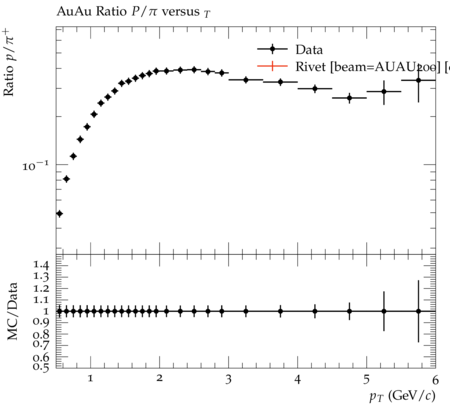 AuAu Ratio P/π versus T
Ratio p/π⁺
Data
Rivet [beam=AUAU200] [
10⁻¹
MC/Data
1.4
1.3
1.2
1.1
1
0.9
0.8
0.7
0.6
0.5
1 2 3 4 5 6
p_T (GeV/c)